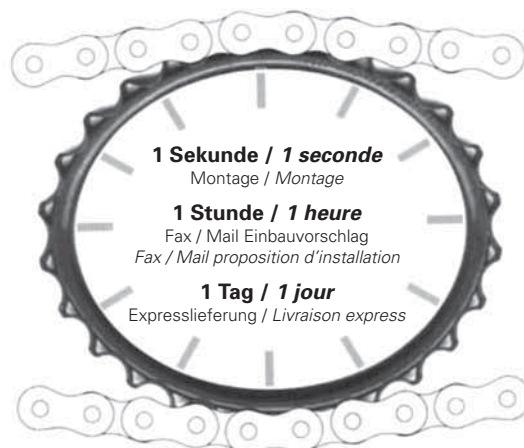 1 Sekunde / 1 seconde
Montage / Montage
1 Stunde / 1 heure
Fax / Mail Einbauvorschlag
Fax / Mail proposition d'installation
1 Tag / 1 jour
Expresslieferung / Livraison express